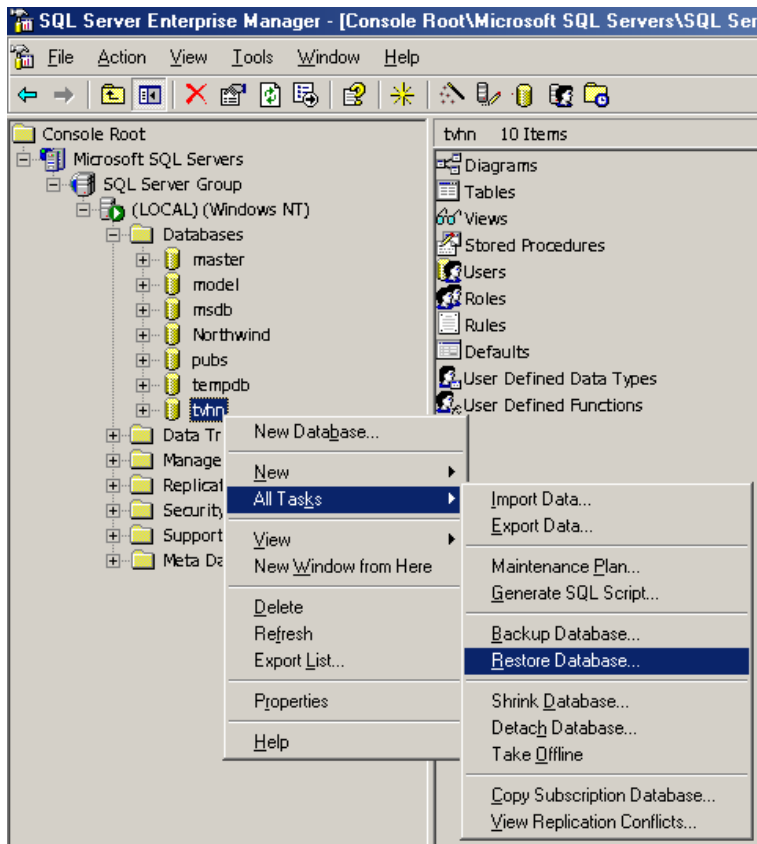 SQL Server Enterprise Manager - [Console Root\Microsoft SQL Servers\SQL Ser
File Action View Tools Window Help
Console Root
Microsoft SQL Servers
SQL Server Group
(LOCAL) (Windows NT)
Databases
master
model
msdb
Northwind
pubs
tempdb
tvhn
Data Tr
Manage
Replicat
Security
Support
Meta Da
tvhn 10 Items
Diagrams
Tables
Views
Stored Procedures
Users
Roles
Rules
Defaults
User Defined Data Types
User Defined Functions
New Database...
New
All Tasks
View
New Window from Here
Delete
Refresh
Export List...
Properties
Help
Import Data...
Export Data...
Maintenance Plan...
Generate SQL Script...
Backup Database...
Restore Database...
Shrink Database...
Detach Database...
Take Offline
Copy Subscription Database...
View Replication Conflicts...